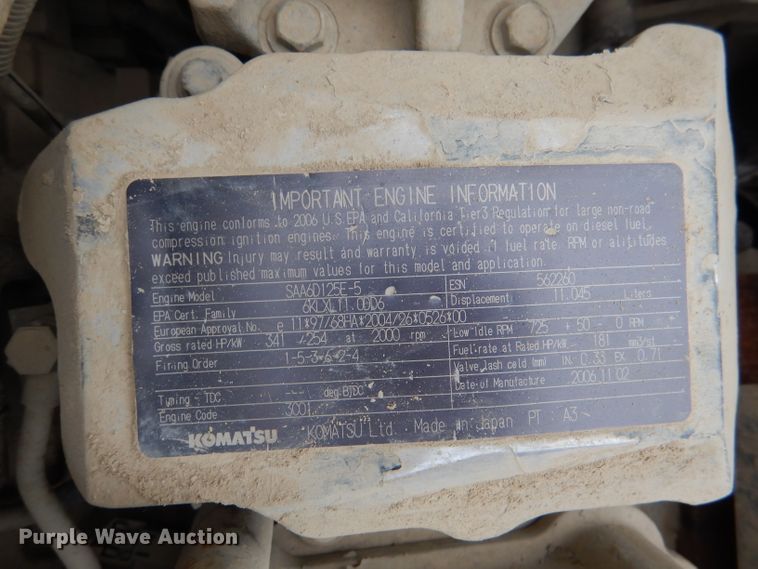 IMPORTANT ENGINE INFORMATION
This engine conforms to 2006 U.S.EPA and California Tier3 Regulation for large non-road
compression ignition engines. This engine is certified to operate on diesel fuel.
WARNING Injury may result and warranty is voided if fuel rate RPM or altitudes
exceed published maximum values for this model and application.
Engine Model SAA6D125E-5 ESN 562260
EPA Cert. Family 6KLXL11.0DD6 Displacement 11.045 Liters
European Approval No. e 11*97/68HA*2004/26*0526*00
Gross rated HP/kW 341 /254 at 2000 rpm Low Idle RPM 725 + 50 - 0 RPM
Firing Order 1-5-3-6-2-4 Fuel rate at Rated HP/kW 181 mm3/st
Valve lash cold (mm) IN. 0.33 EX. 0.71
Timing - TDC --- deg.BTDC Date of Manufacture 2006.11.02
Engine Code 3001
KOMATSU KOMATSU Ltd. Made in Japan PT : A3
Purple Wave Auction